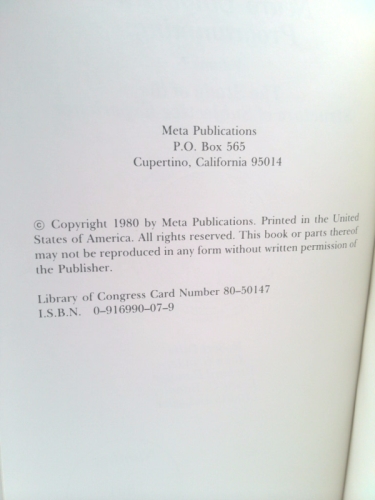 Meta Publications
P.O. Box 565
Cupertino, California 95014
© Copyright 1980 by Meta Publications. Printed in the United
States of America. All rights reserved. This book or parts thereof
may not be reproduced in any form without written permission of
the Publisher.
Library of Congress Card Number 80–50147
I.S.B.N. 0–916990–07–9